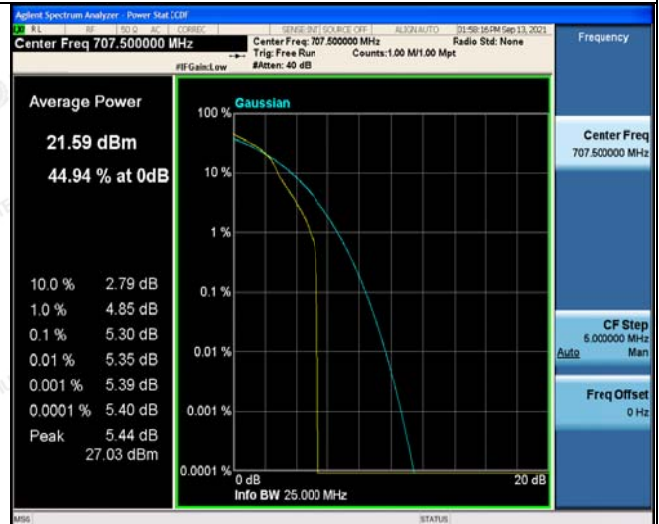 Agilent Spectrum Analyzer - Power Stat CCDF
RL RF 50 Ω AC CORREC SENSE:INT SOURCE OFF ALIGN AUTO 01:58:16 PM Sep 13, 2021
Center Freq 707.500000 MHz
Center Freq: 707.500000 MHz Radio Std: None
Trig: Free Run Counts:1.00 M/1.00 Mpt
#IFGain:Low #Atten: 40 dB
Frequency
Average Power
21.59 dBm
44.94 % at 0dB
10.0 % 2.79 dB
1.0 % 4.85 dB
0.1 % 5.30 dB
0.01 % 5.35 dB
0.001 % 5.39 dB
0.0001 % 5.40 dB
Peak 5.44 dB
27.03 dBm
Gaussian
100 %
10 %
1 %
0.1 %
0.01 %
0.001 %
0.0001 %
0 dB 20 dB
Info BW 25.000 MHz
Center Freq
707.500000 MHz
CF Step
5.000000 MHz
Auto Man
Freq Offset
0 Hz
MSG STATUS